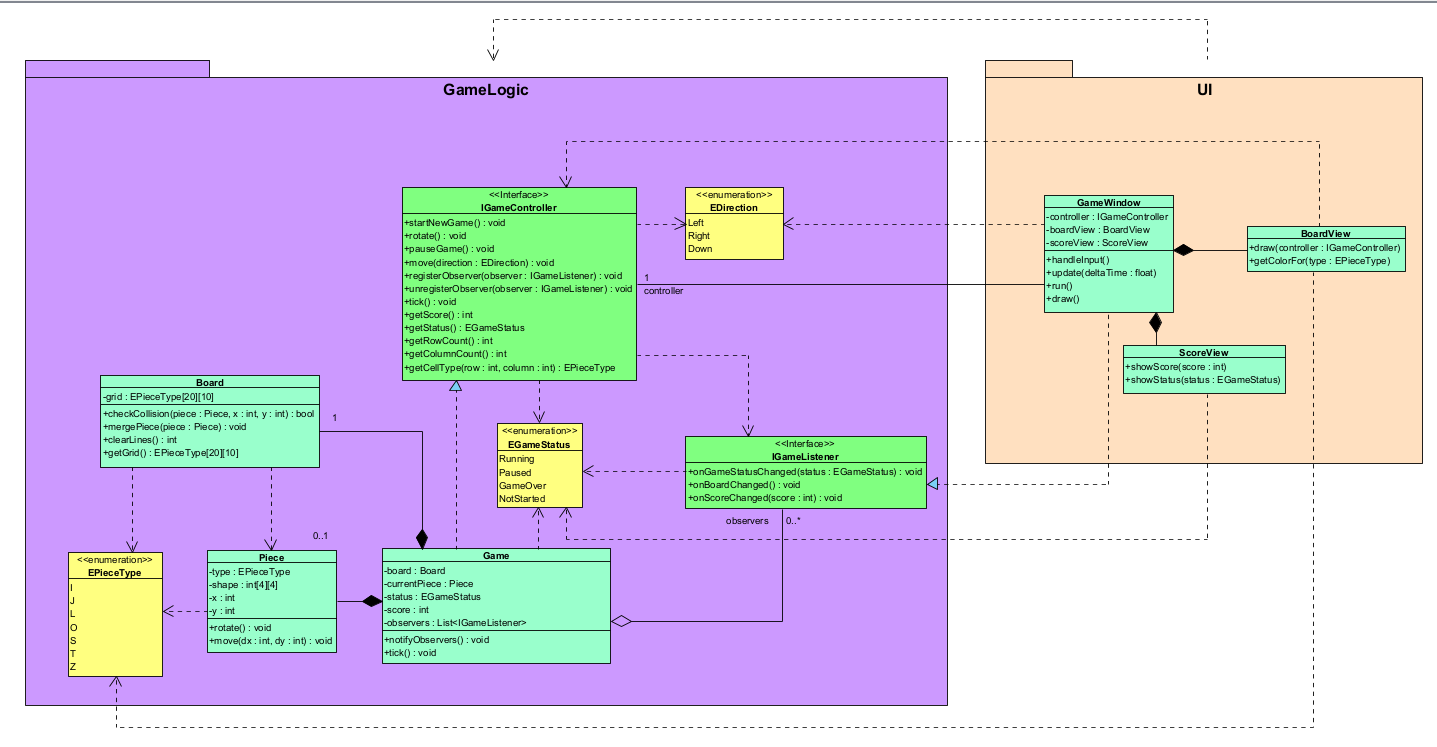 GameLogic
UI
<<Interface>>
IGameController
+startNewGame() : void
+rotate() : void
+pauseGame() : void
+move(direction : EDirection) : void
+registerObserver(observer : IGameListener) : void
+unregisterObserver(observer : IGameListener) : void
+tick() : void
+getScore() : int
+getStatus() : EGameStatus
+getRowCount() : int
+getColumnCount() : int
+getCellType(row : int, column : int) : EPieceType
<<enumeration>>
EDirection
Left
Right
Down
1
controller
GameWindow
-controller : IGameController
-boardView : BoardView
-scoreView : ScoreView
+handleInput()
+update(deltaTime : float)
+run()
+draw()
BoardView
+draw(controller : IGameController)
+getColorFor(type : EPieceType)
ScoreView
+showScore(score : int)
+showStatus(status : EGameStatus)
Board
-grid : EPieceType[20][10]
+checkCollision(piece : Piece, x : int, y : int) : bool
+mergePiece(piece : Piece) : void
+clearLines() : int
+getGrid() : EPieceType[20][10]
1
<<enumeration>>
EGameStatus
Running
Paused
GameOver
NotStarted
<<Interface>>
IGameListener
+onGameStatusChanged(status : EGameStatus) : void
+onBoardChanged() : void
+onScoreChanged(score : int) : void
observers
0..*
0..1
<<enumeration>>
EPieceType
I
J
L
O
S
T
Z
Piece
-type : EPieceType
-shape : int[4][4]
-x : int
-y : int
+rotate() : void
+move(dx : int, dy : int) : void
Game
-board : Board
-currentPiece : Piece
-status : EGameStatus
-score : int
-observers : List<IGameListener>
+notifyObservers() : void
+tick() : void